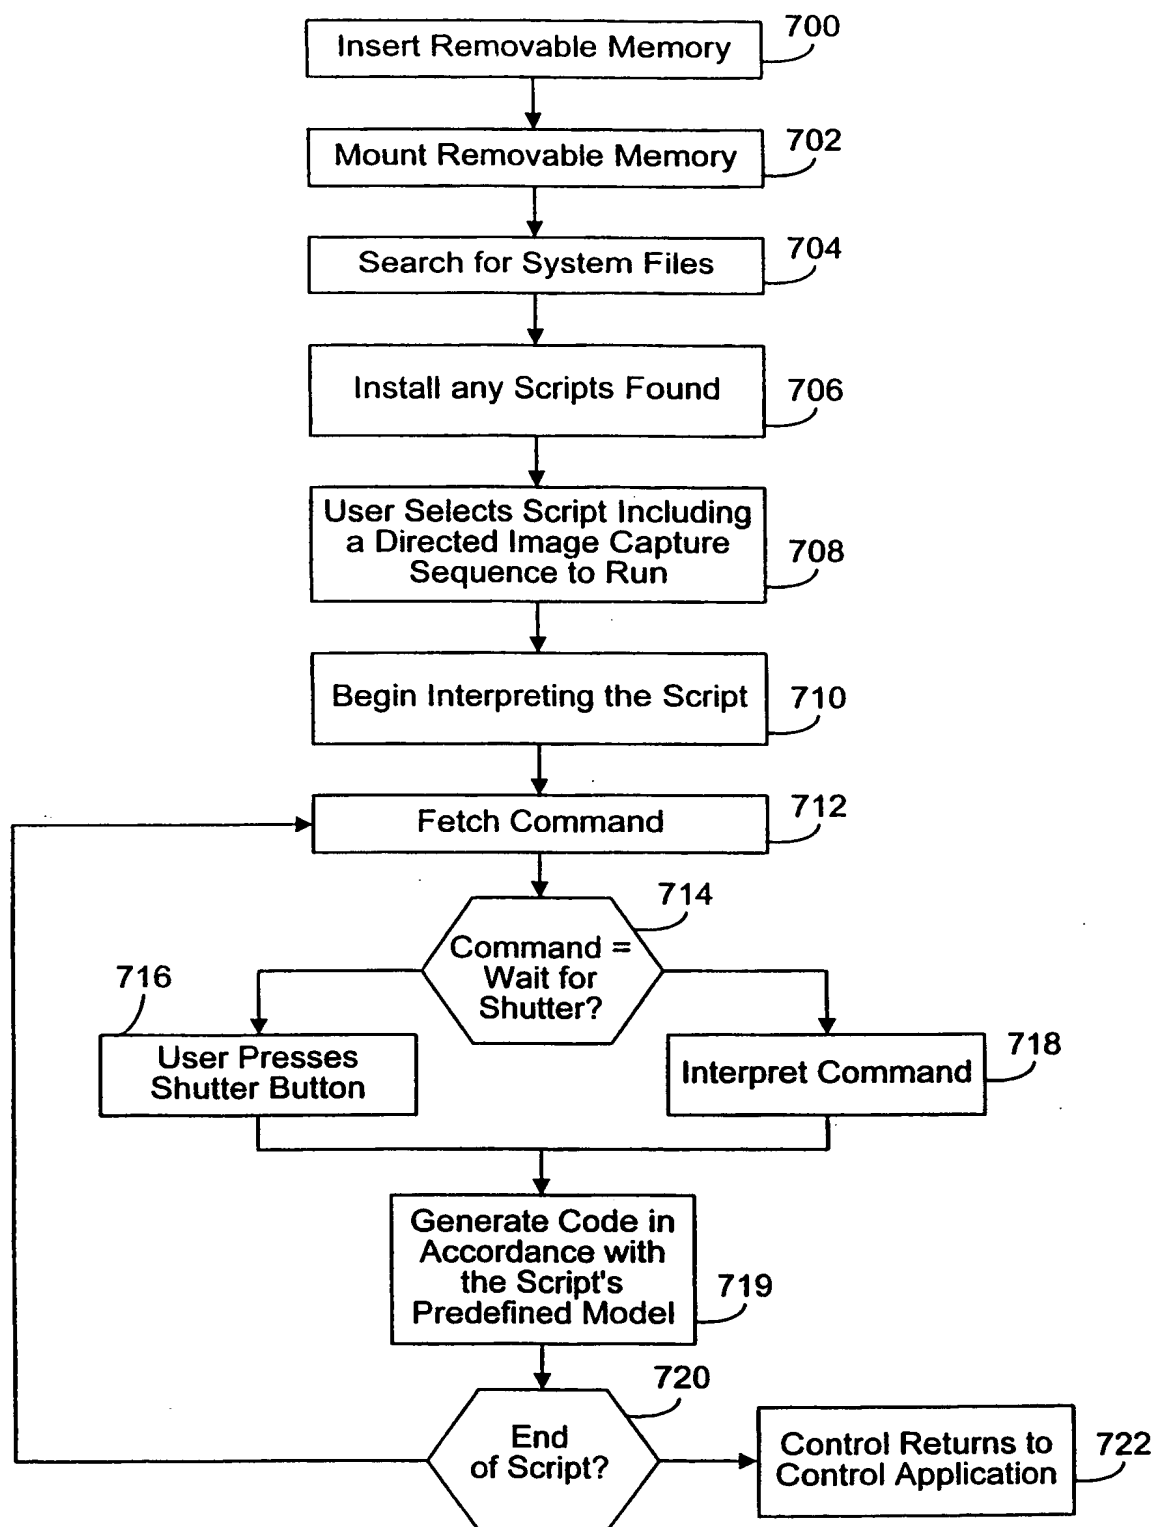 Insert Removable Memory
700
Mount Removable Memory
702
Search for System Files
704
Install any Scripts Found
706
User Selects Script Including
a Directed Image Capture
Sequence to Run
708
Begin Interpreting the Script
710
Fetch Command
712
714
Command =
Wait for
Shutter?
716
User Presses
Shutter Button
Interpret Command
718
Generate Code in
Accordance with
the Script's
Predefined Model
719
720
End
of Script?
Control Returns to
Control Application
722